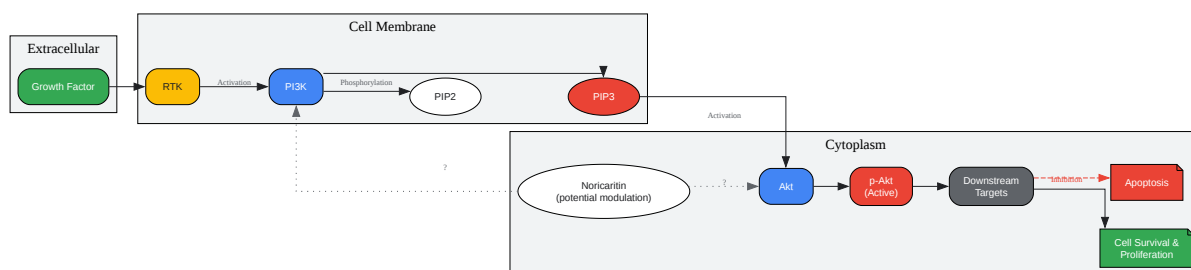 Cell Membrane
Extracellular
Growth Factor
RTK
Activation
PI3K
Phosphorylation
PIP2
PIP3
Activation
Cytoplasm
?
Noricaritin
(potential modulation)
?
Akt
p-Akt
(Active)
Downstream
Targets
Inhibition
Apoptosis
Cell Survival &
Proliferation